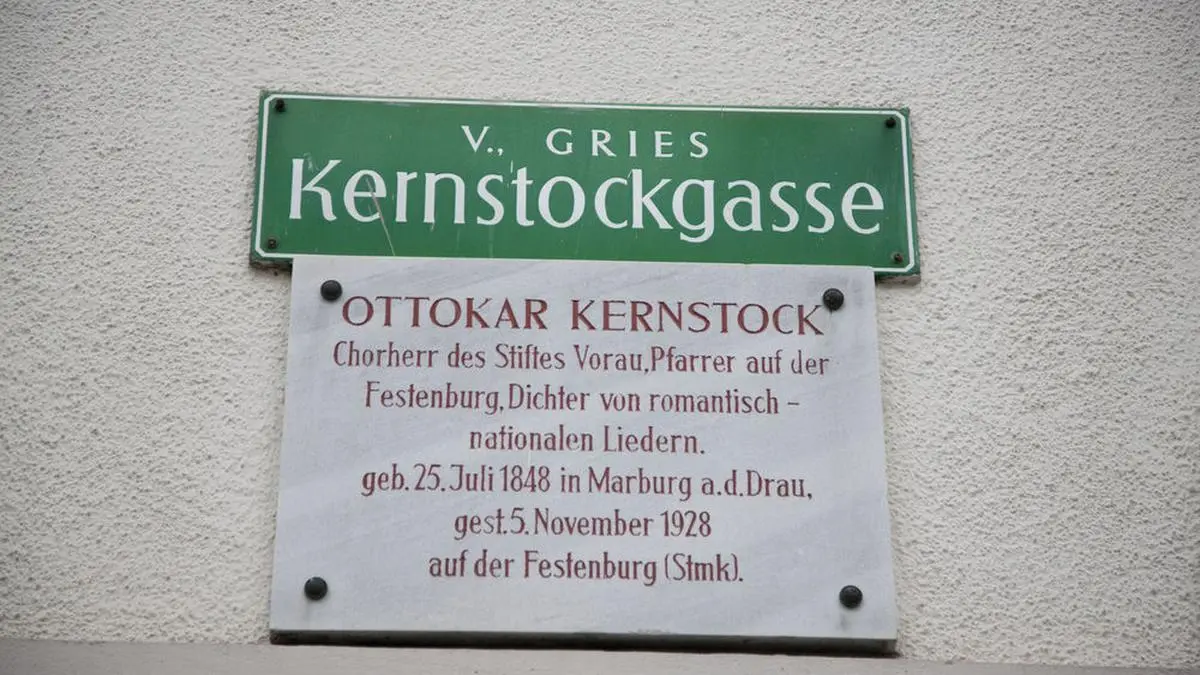 V., GRIES
Kernstockgasse
OTTOKAR KERNSTOCK
Chorherr des Stiftes Vorau, Pfarrer auf der
Festenburg, Dichter von romantisch –
nationalen Liedern.
geb. 25. Juli 1848 in Marburg a.d. Drau,
gest. 5. November 1928
auf der Festenburg (Stmk).